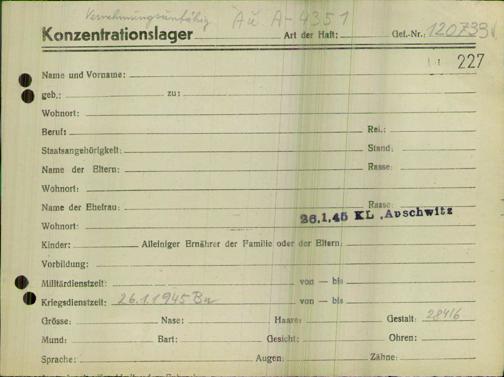 Vernehmungsunfähig Au A-4351
Konzentrationslager Art der Haft: Gef.-Nr.: 120739
227
Name und Vorname:
geb.: zu:
Wohnort:
Beruf: Rel.:
Staatsangehörigkeit: Stand:
Name der Eltern: Rasse:
Wohnort:
Name der Ehefrau: Rasse:
26.1.45 KL. Auschwitz
Wohnort:
Kinder: Alleiniger Ernährer der Familie oder der Eltern:
Vorbildung:
Militärdienstzeit: von — bis
Kriegsdienstzeit: 26.1.1945 Bu von — bis
Grösse: Nase: Haare: Gestalt: 28416
Mund: Bart: Gesicht: Ohren:
Sprache: Augen: Zähne: